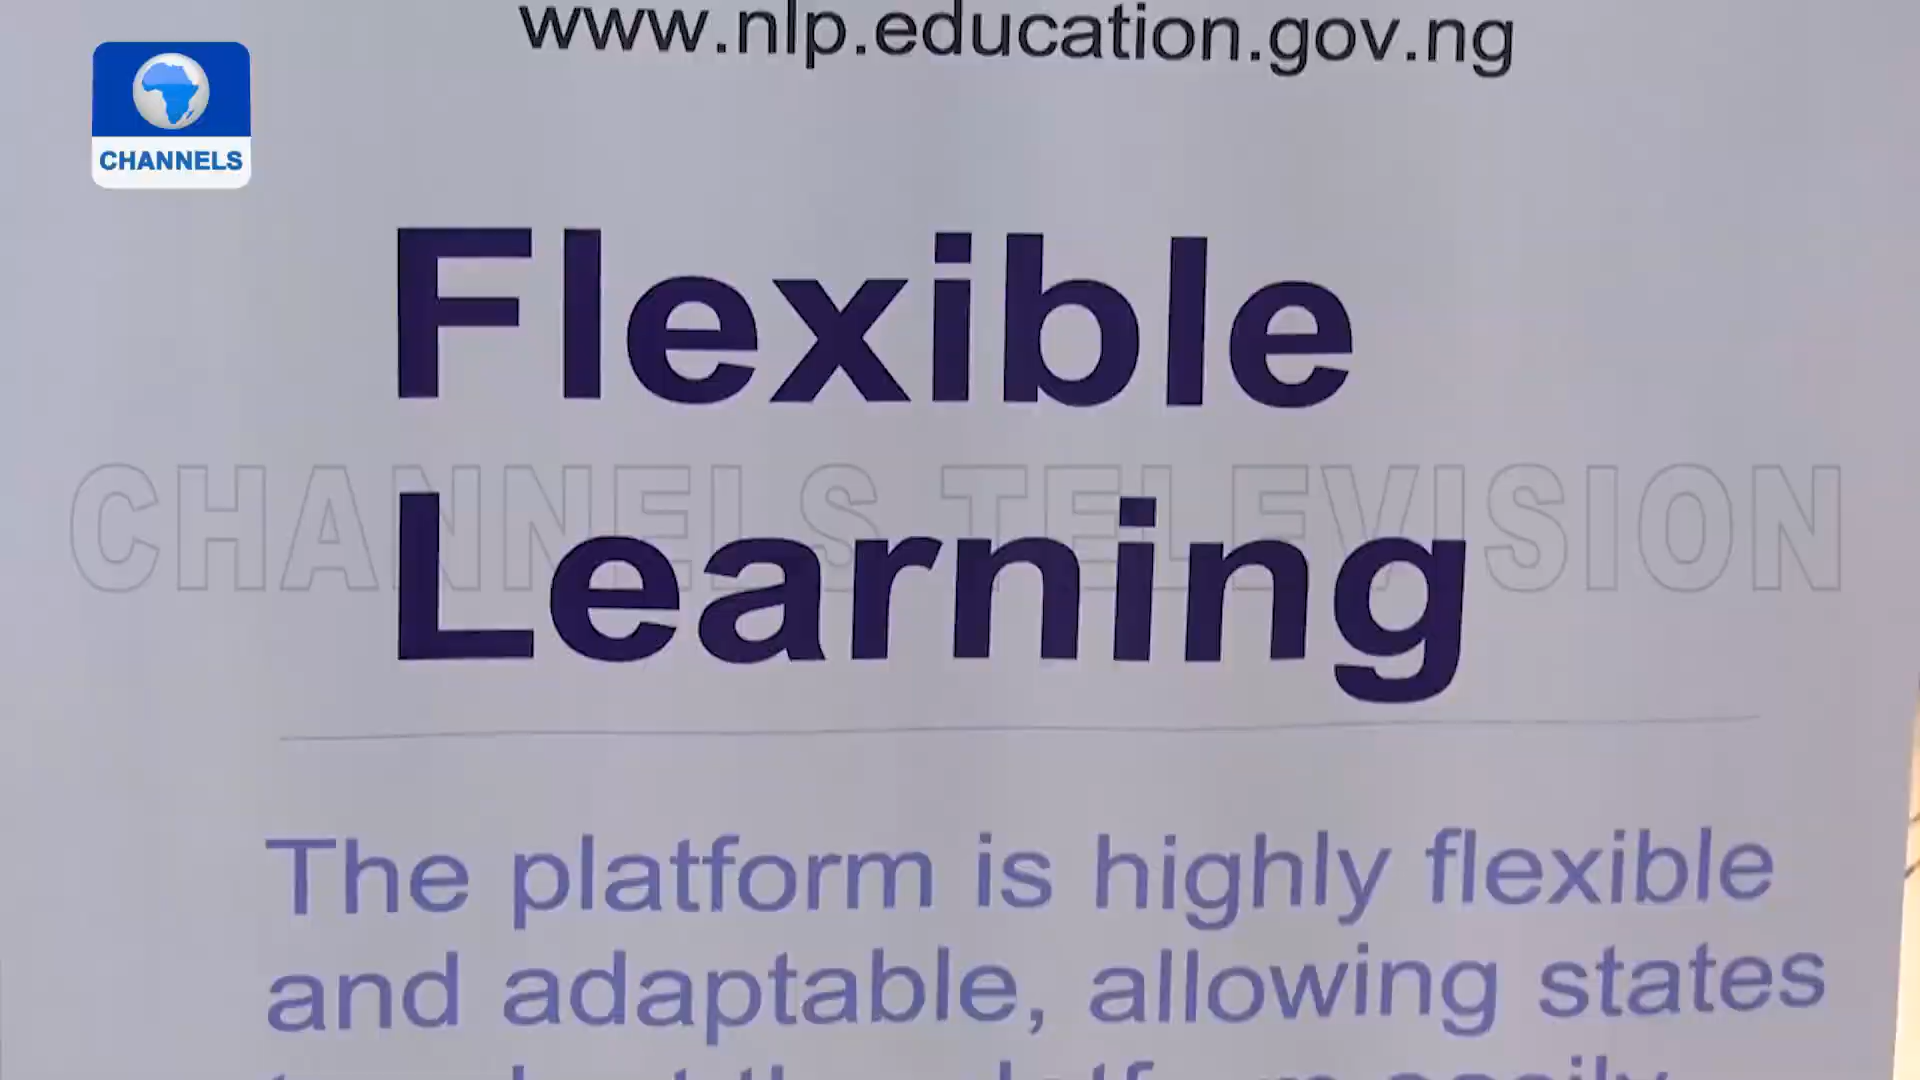 www.nlp.education.gov.ng
CHANNELS
Flexible
CHANNELS TELEVISION
Learning
The platform is highly flexible
and adaptable, allowing states